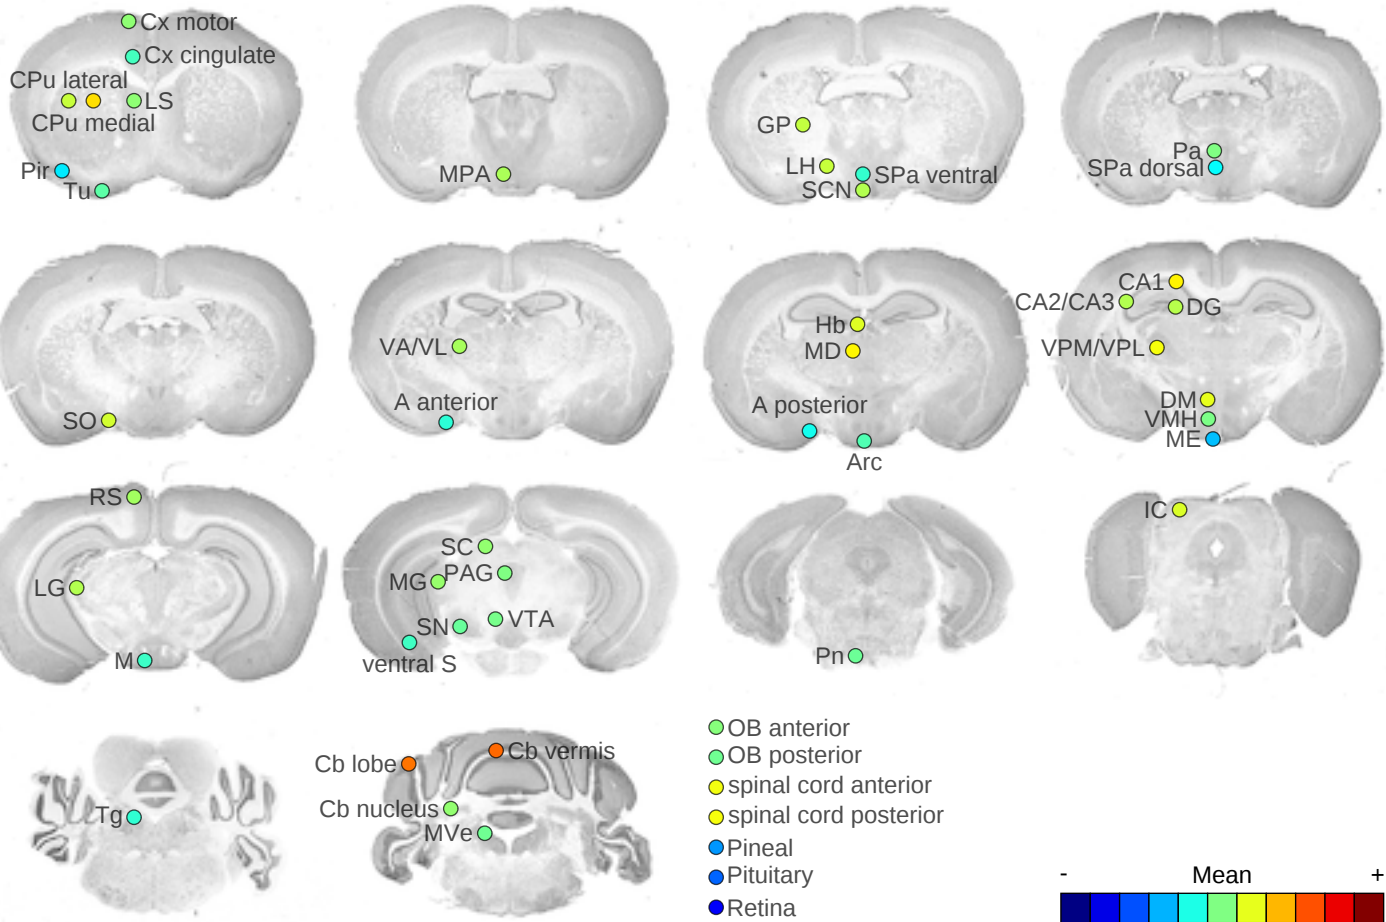 Cx motor
Cx cingulate
CPu lateral
LS
CPu medial
Pir
Tu
MPA
GP
LH
SPa ventral
SCN
Pa
SPa dorsal
SO
VA/VL
A anterior
Hb
MD
A posterior
Arc
CA1
CA2/CA3
DG
VPM/VPL
DM
VMH
ME
RS
LG
M
SC
PAG
MG
SN
VTA
ventral S
Pn
IC
Tg
Cb lobe
Cb vermis
Cb nucleus
MVe
OB anterior
OB posterior
spinal cord anterior
spinal cord posterior
Pineal
Pituitary
Retina
- Mean +